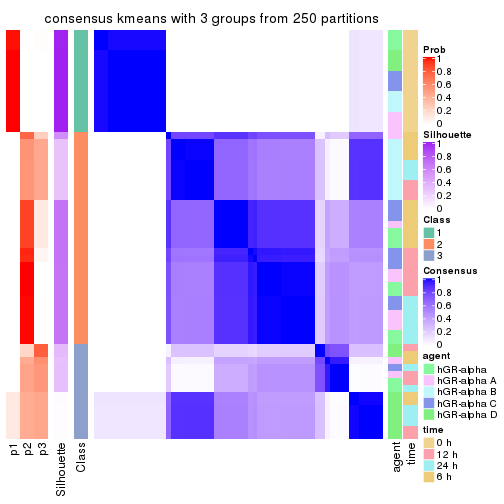 consensus kmeans with 3 groups from 250 partitions
Prob
1
0.8
0.6
0.4
0.2
0
Silhouette
1
0.8
0.6
0.4
0.2
0
Class
1
2
3
Consensus
1
0.8
0.6
0.4
0.2
0
agent
hGR-alpha
hGR-alpha A
hGR-alpha B
hGR-alpha C
hGR-alpha D
time
0 h
12 h
24 h
6 h
p1
p2
p3
Silhouette
Class
agent
time